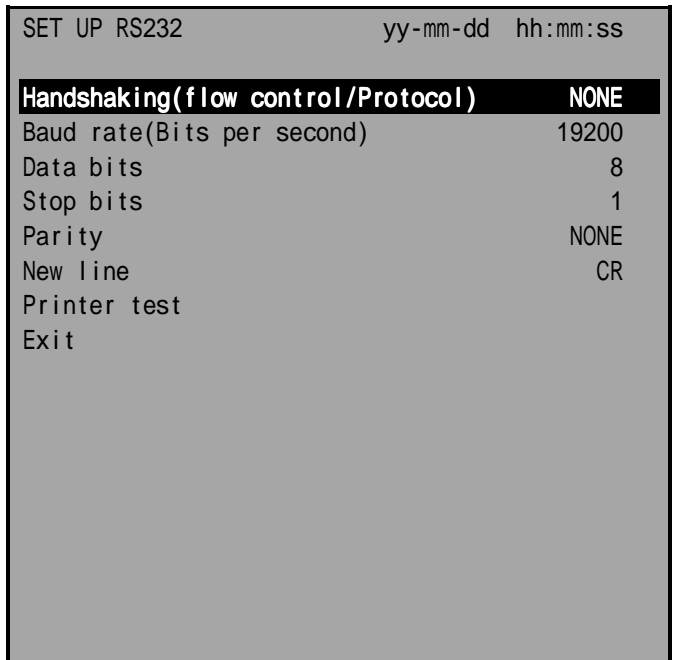 SET UP RS232 yy-mm-dd hh:mm:ss
Handshaking(flow control/Protocol) NONE
Baud rate(Bits per second) 19200
Data bits 8
Stop bits 1
Parity NONE
New line CR
Printer test
Exit